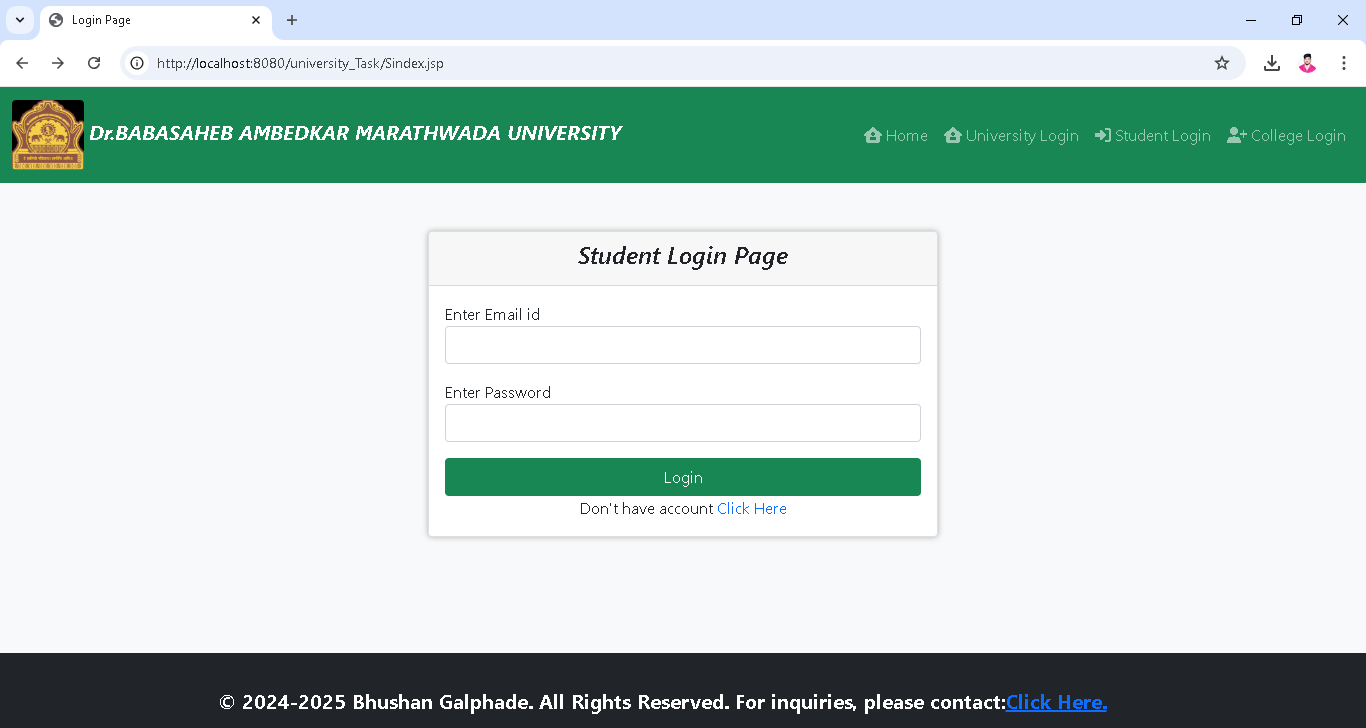 Login Page
http://localhost:8080/university_Task/Sindex.jsp
Dr.BABASAHEB AMBEDKAR MARATHWADA UNIVERSITY
Home University Login Student Login College Login
Student Login Page
Enter Email id
Enter Password
Login
Don't have account Click Here
© 2024-2025 Bhushan Galphade. All Rights Reserved. For inquiries, please contact:Click Here.